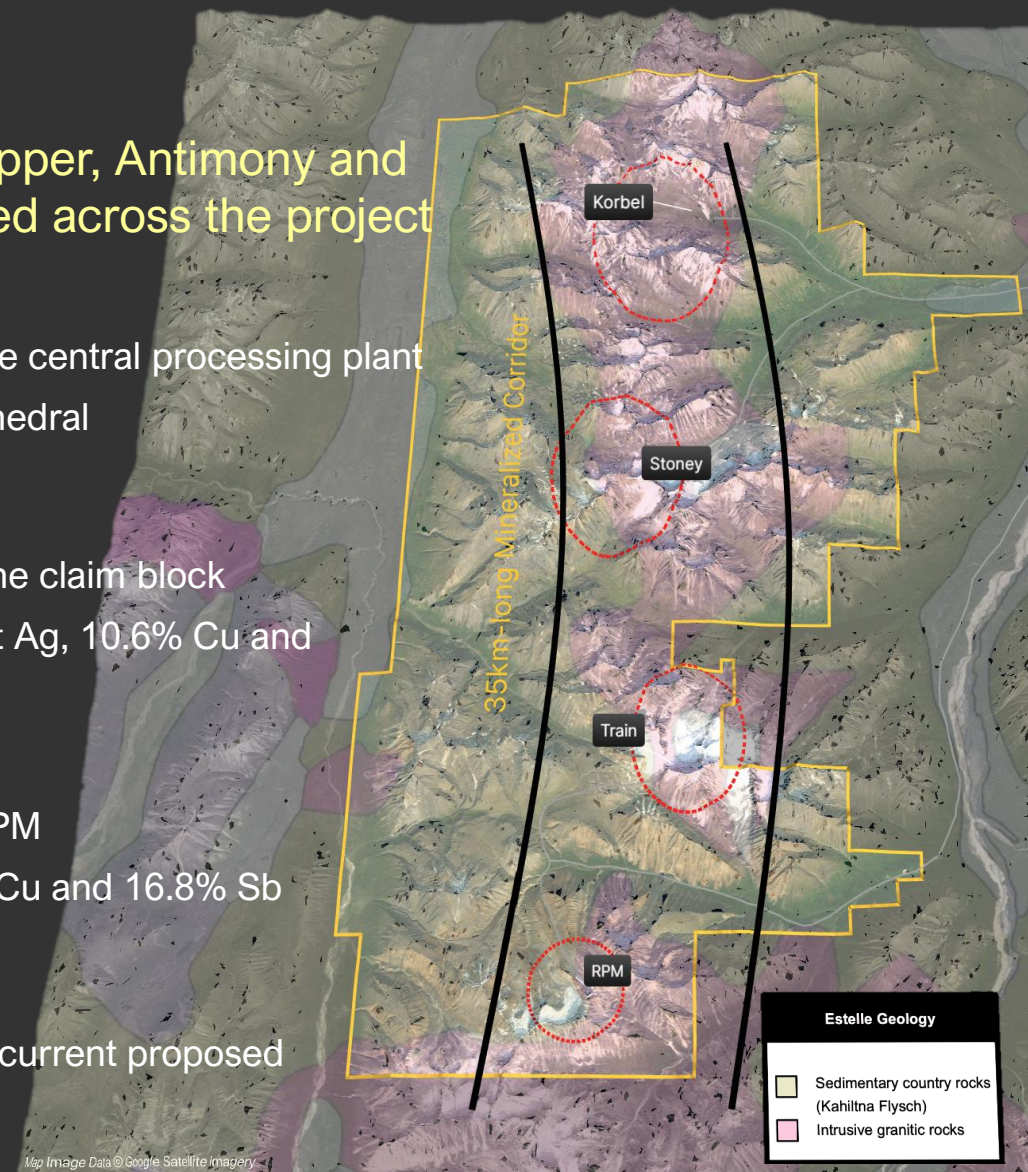 pper, Antimony and
ed across the project
e central processing plant
hedral
ne claim block
t Ag, 10.6% Cu and
PM
Cu and 16.8% Sb
current proposed
35km-long Mineralized Corridor
Korbel
Stoney
Train
RPM
Estelle Geology
Sedimentary country rocks
(Kahiltna Flysch)
Intrusive granitic rocks
Map Image Data © Google Satellite Imagery